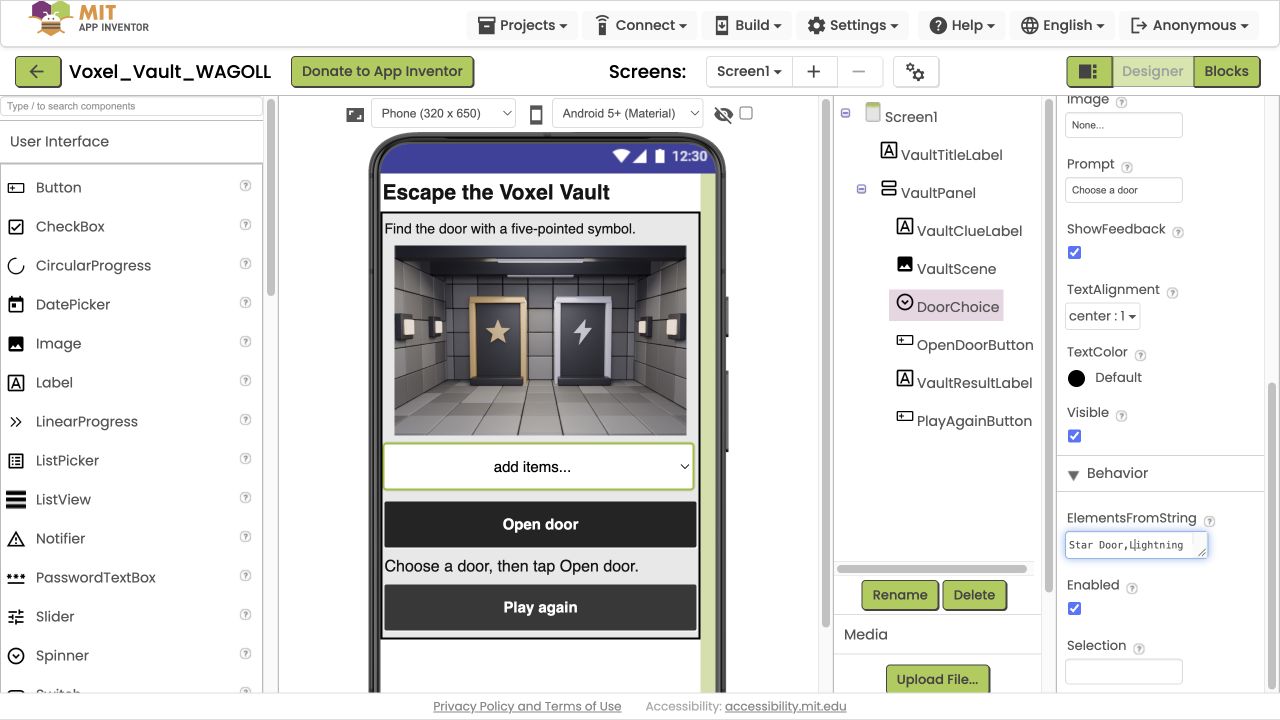 MIT
APP INVENTOR
Projects
Connect
Build
Settings
Help
English
Anonymous
Voxel_Vault_WAGOLL
Donate to App Inventor
Screens:
Screen1
Designer
Blocks
Type / to search components
User Interface
Button
CheckBox
CircularProgress
DatePicker
Image
Label
LinearProgress
ListPicker
ListView
Notifier
PasswordTextBox
Slider
Spinner
Phone (320 x 650)
Android 5+ (Material)
12:30
Escape the Voxel Vault
Find the door with a five-pointed symbol.
add items...
Open door
Choose a door, then tap Open door.
Play again
Screen1
VaultTitleLabel
VaultPanel
VaultClueLabel
VaultScene
DoorChoice
OpenDoorButton
VaultResultLabel
PlayAgainButton
Rename
Delete
Media
Upload File...
Image
None...
Prompt
Choose a door
ShowFeedback
TextAlignment
center : 1
TextColor
Default
Visible
Behavior
ElementsFromString
Star Door,Lightning
Enabled
Selection
Privacy Policy and Terms of Use
Accessibility: accessibility.mit.edu